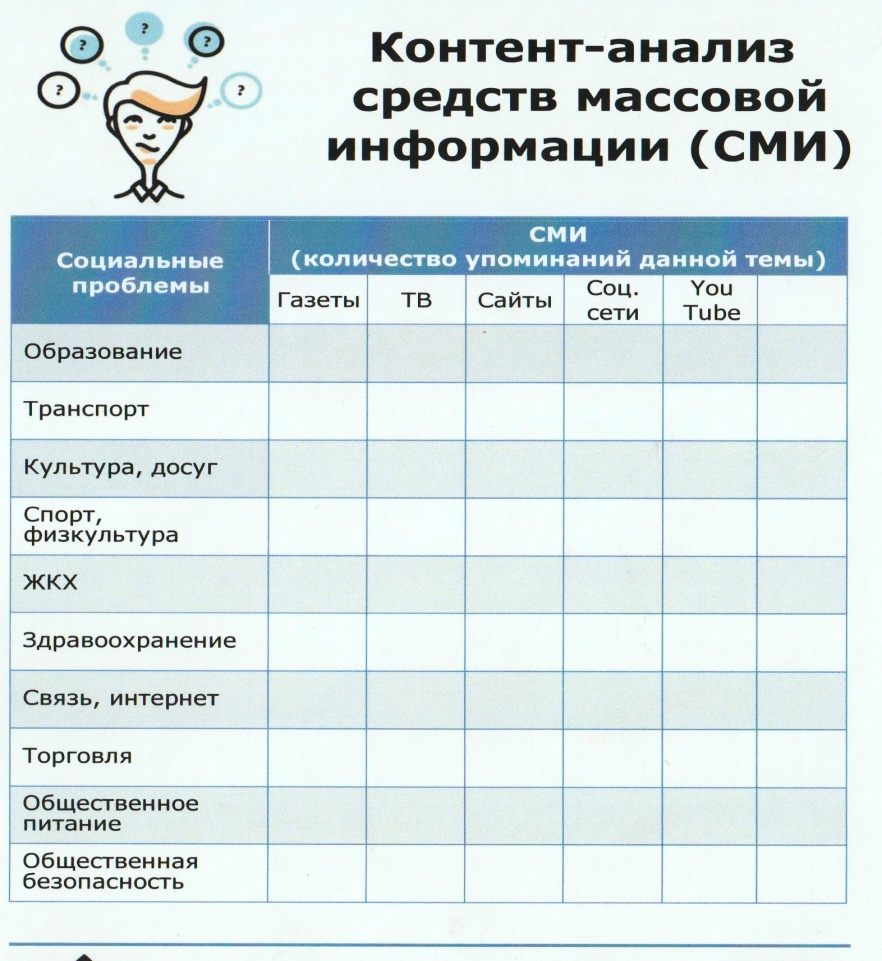 ?
? ?
? ?
Контент-анализ
средств массовой
информации (СМИ)
Социальные
проблемы
СМИ
(количество упоминаний данной темы)
Газеты ТВ Сайты Соц.
сети You
Tube
Образование
Транспорт
Культура, досуг
Спорт,
физкультура
ЖКХ
Здравоохранение
Связь, интернет
Торговля
Общественное
питание
Общественная
безопасность